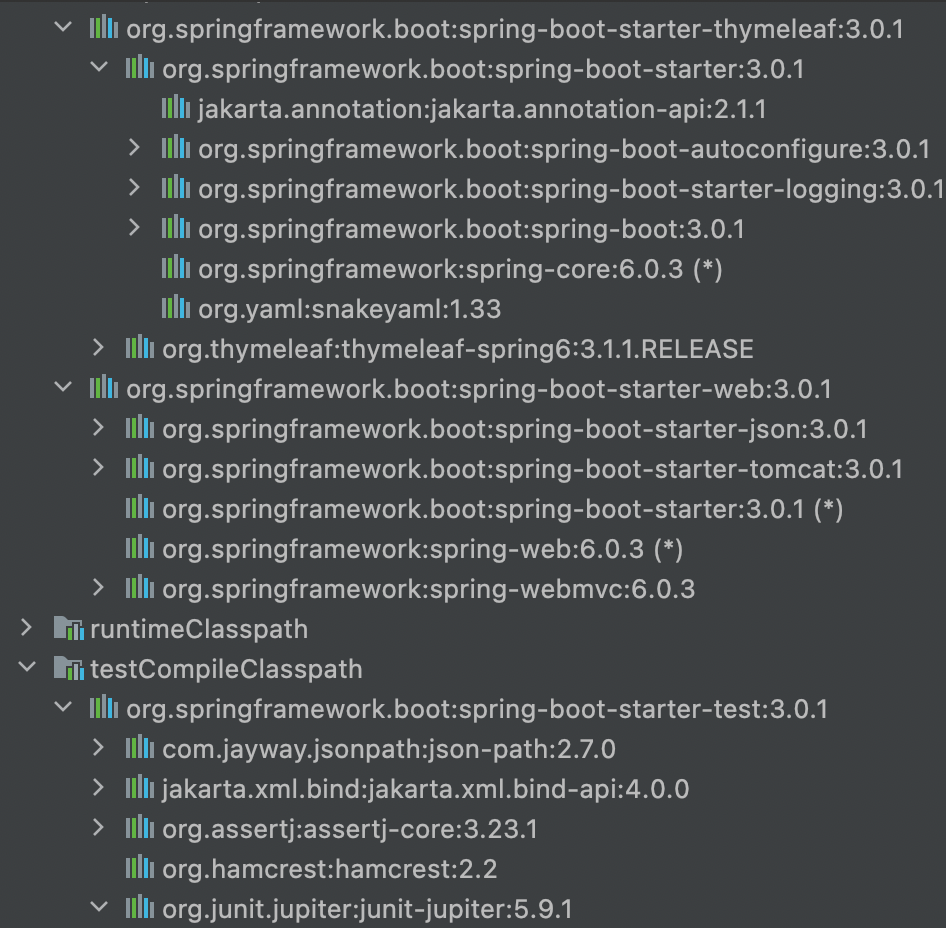 org.springframework.boot:spring-boot-starter-thymeleaf:3.0.1
org.springframework.boot:spring-boot-starter:3.0.1
jakarta.annotation:jakarta.annotation-api:2.1.1
org.springframework.boot:spring-boot-autoconfigure:3.0.1
org.springframework.boot:spring-boot-starter-logging:3.0.1
org.springframework.boot:spring-boot:3.0.1
org.springframework:spring-core:6.0.3 (*)
org.yaml:snakeyaml:1.33
org.thymeleaf:thymeleaf-spring6:3.1.1.RELEASE
org.springframework.boot:spring-boot-starter-web:3.0.1
org.springframework.boot:spring-boot-starter-json:3.0.1
org.springframework.boot:spring-boot-starter-tomcat:3.0.1
org.springframework.boot:spring-boot-starter:3.0.1 (*)
org.springframework:spring-web:6.0.3 (*)
org.springframework:spring-webmvc:6.0.3
runtimeClasspath
testCompileClasspath
org.springframework.boot:spring-boot-starter-test:3.0.1
com.jayway.jsonpath:json-path:2.7.0
jakarta.xml.bind:jakarta.xml.bind-api:4.0.0
org.assertj:assertj-core:3.23.1
org.hamcrest:hamcrest:2.2
org.junit.jupiter:junit-jupiter:5.9.1